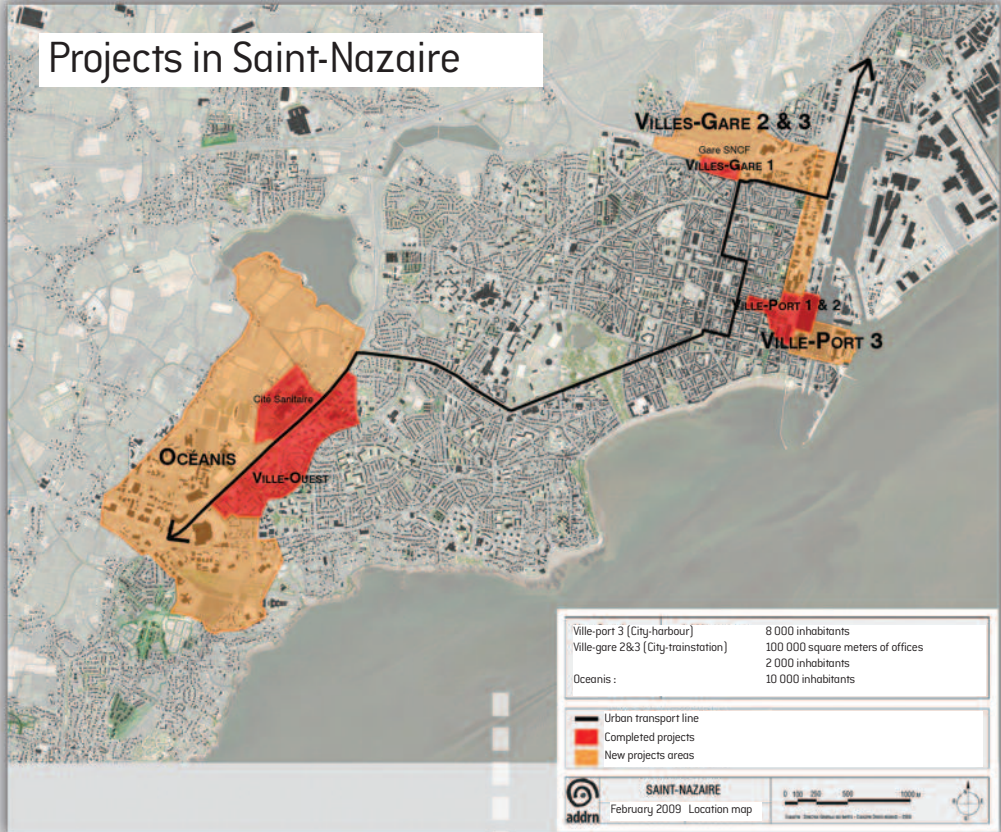 Projects in Saint-Nazaire
VILLES-GARE 2 & 3
Gare SNCF
VILLES-GARE 1
VILLE-PORT 1 & 2
VILLE-PORT 3
Cité Sanitaire
OCÉANIS
VILLE-OUEST
Ville-port 3 (City-harbour) 8 000 inhabitants
Ville-gare 2&3 (City-trainstation) 100 000 square meters of offices
2 000 inhabitants
Oceanis : 10 000 inhabitants
Urban transport line
Completed projects
New projects areas
addrn
SAINT-NAZAIRE
February 2009 Location map
0 100 250 500 1000 M